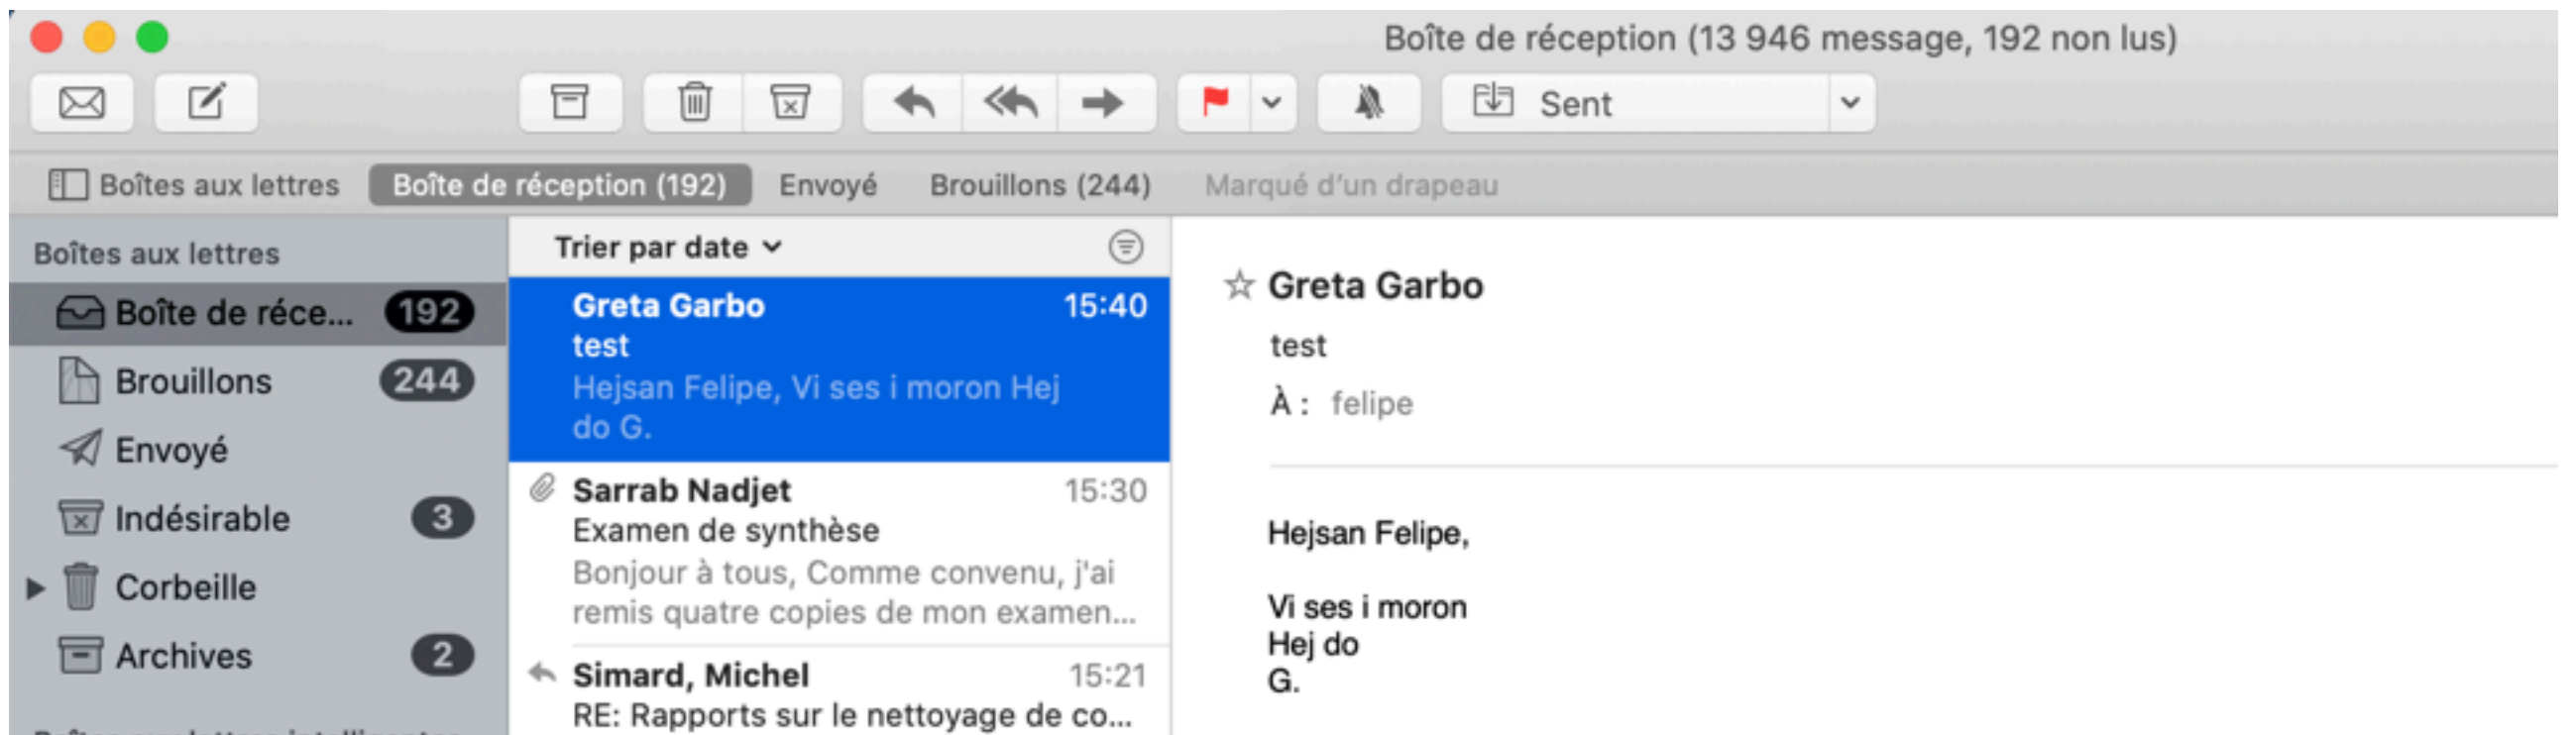 Boîte de réception (13 946 message, 192 non lus)
Sent
Boîtes aux lettres
Boîte de réception (192)
Envoyé
Brouillons (244)
Marqué d'un drapeau
Boîtes aux lettres
Boîte de réce... 192
Brouillons 244
Envoyé
Indésirable 3
Corbeille
Archives 2
Trier par date
Greta Garbo 15:40
test
Hejsan Felipe, Vi ses i moron Hej
do G.
Sarrab Nadjet 15:30
Examen de synthèse
Bonjour à tous, Comme convenu, j'ai
remis quatre copies de mon examen...
Simard, Michel 15:21
RE: Rapports sur le nettoyage de co...
Greta Garbo
test
À : felipe
Hejsan Felipe,
Vi ses i moron
Hej do
G.